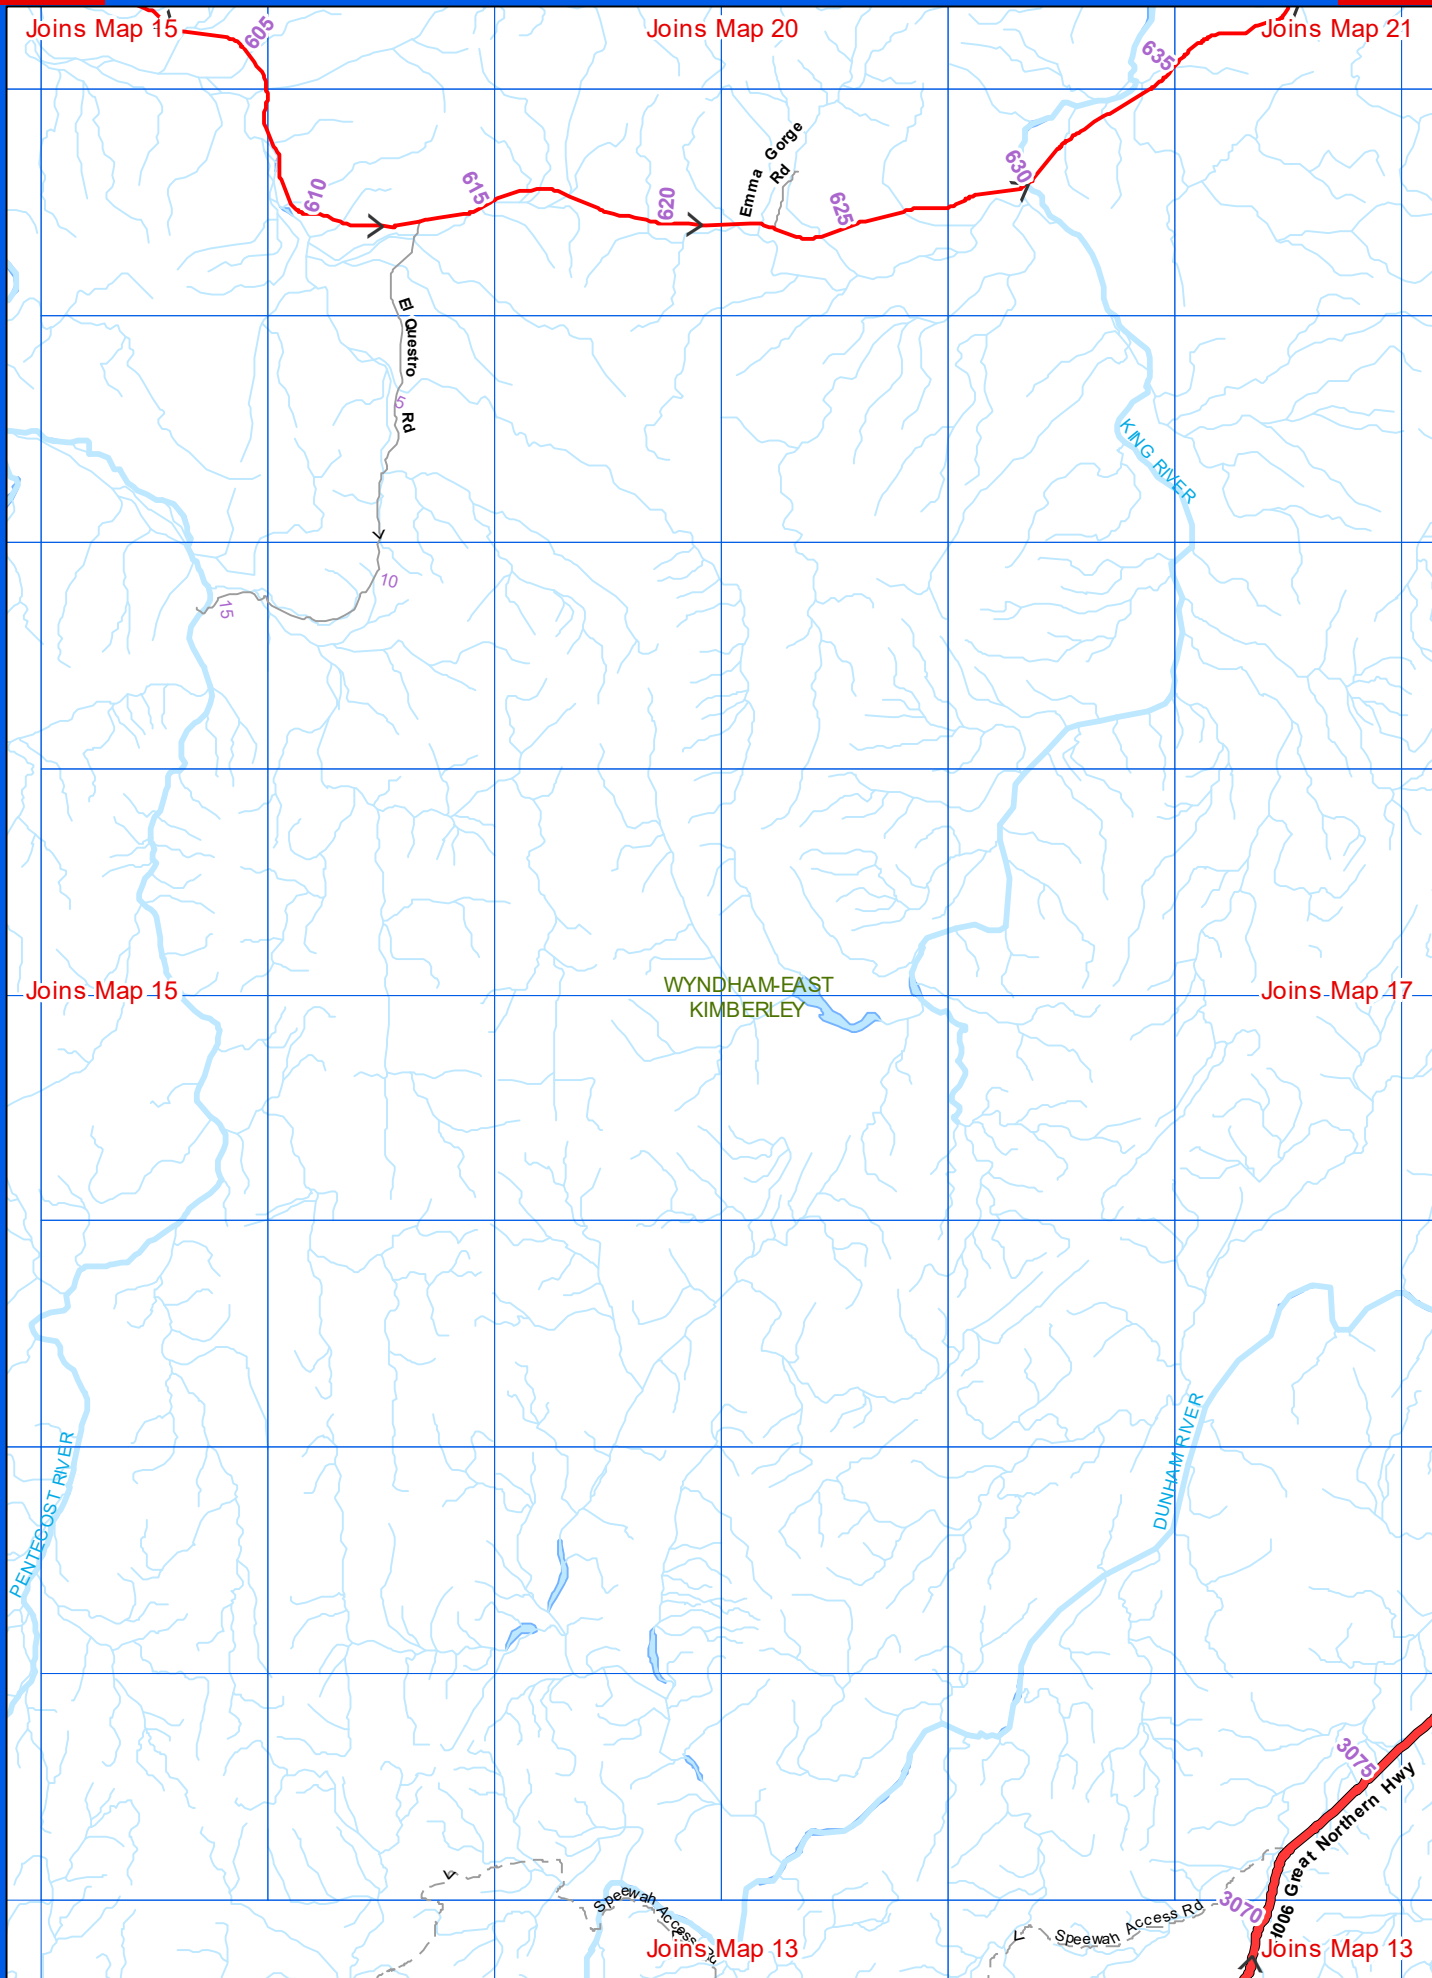 Joins Map 15
605
Joins Map 20
Joins Map 21
635
Emma Gorge
Rd
630
610
615
620
625
El Questro Rd
5
KING RIVER
10
15
Joins Map 15
WYNDHAM-EAST
KIMBERLEY
Joins Map 17
PENTECOST RIVER
DUNHAM RIVER
3075
H006 Great Northern Hwy
3070
Speewah Access Rd
Speewah Access Rd
Joins Map 13
Joins Map 13